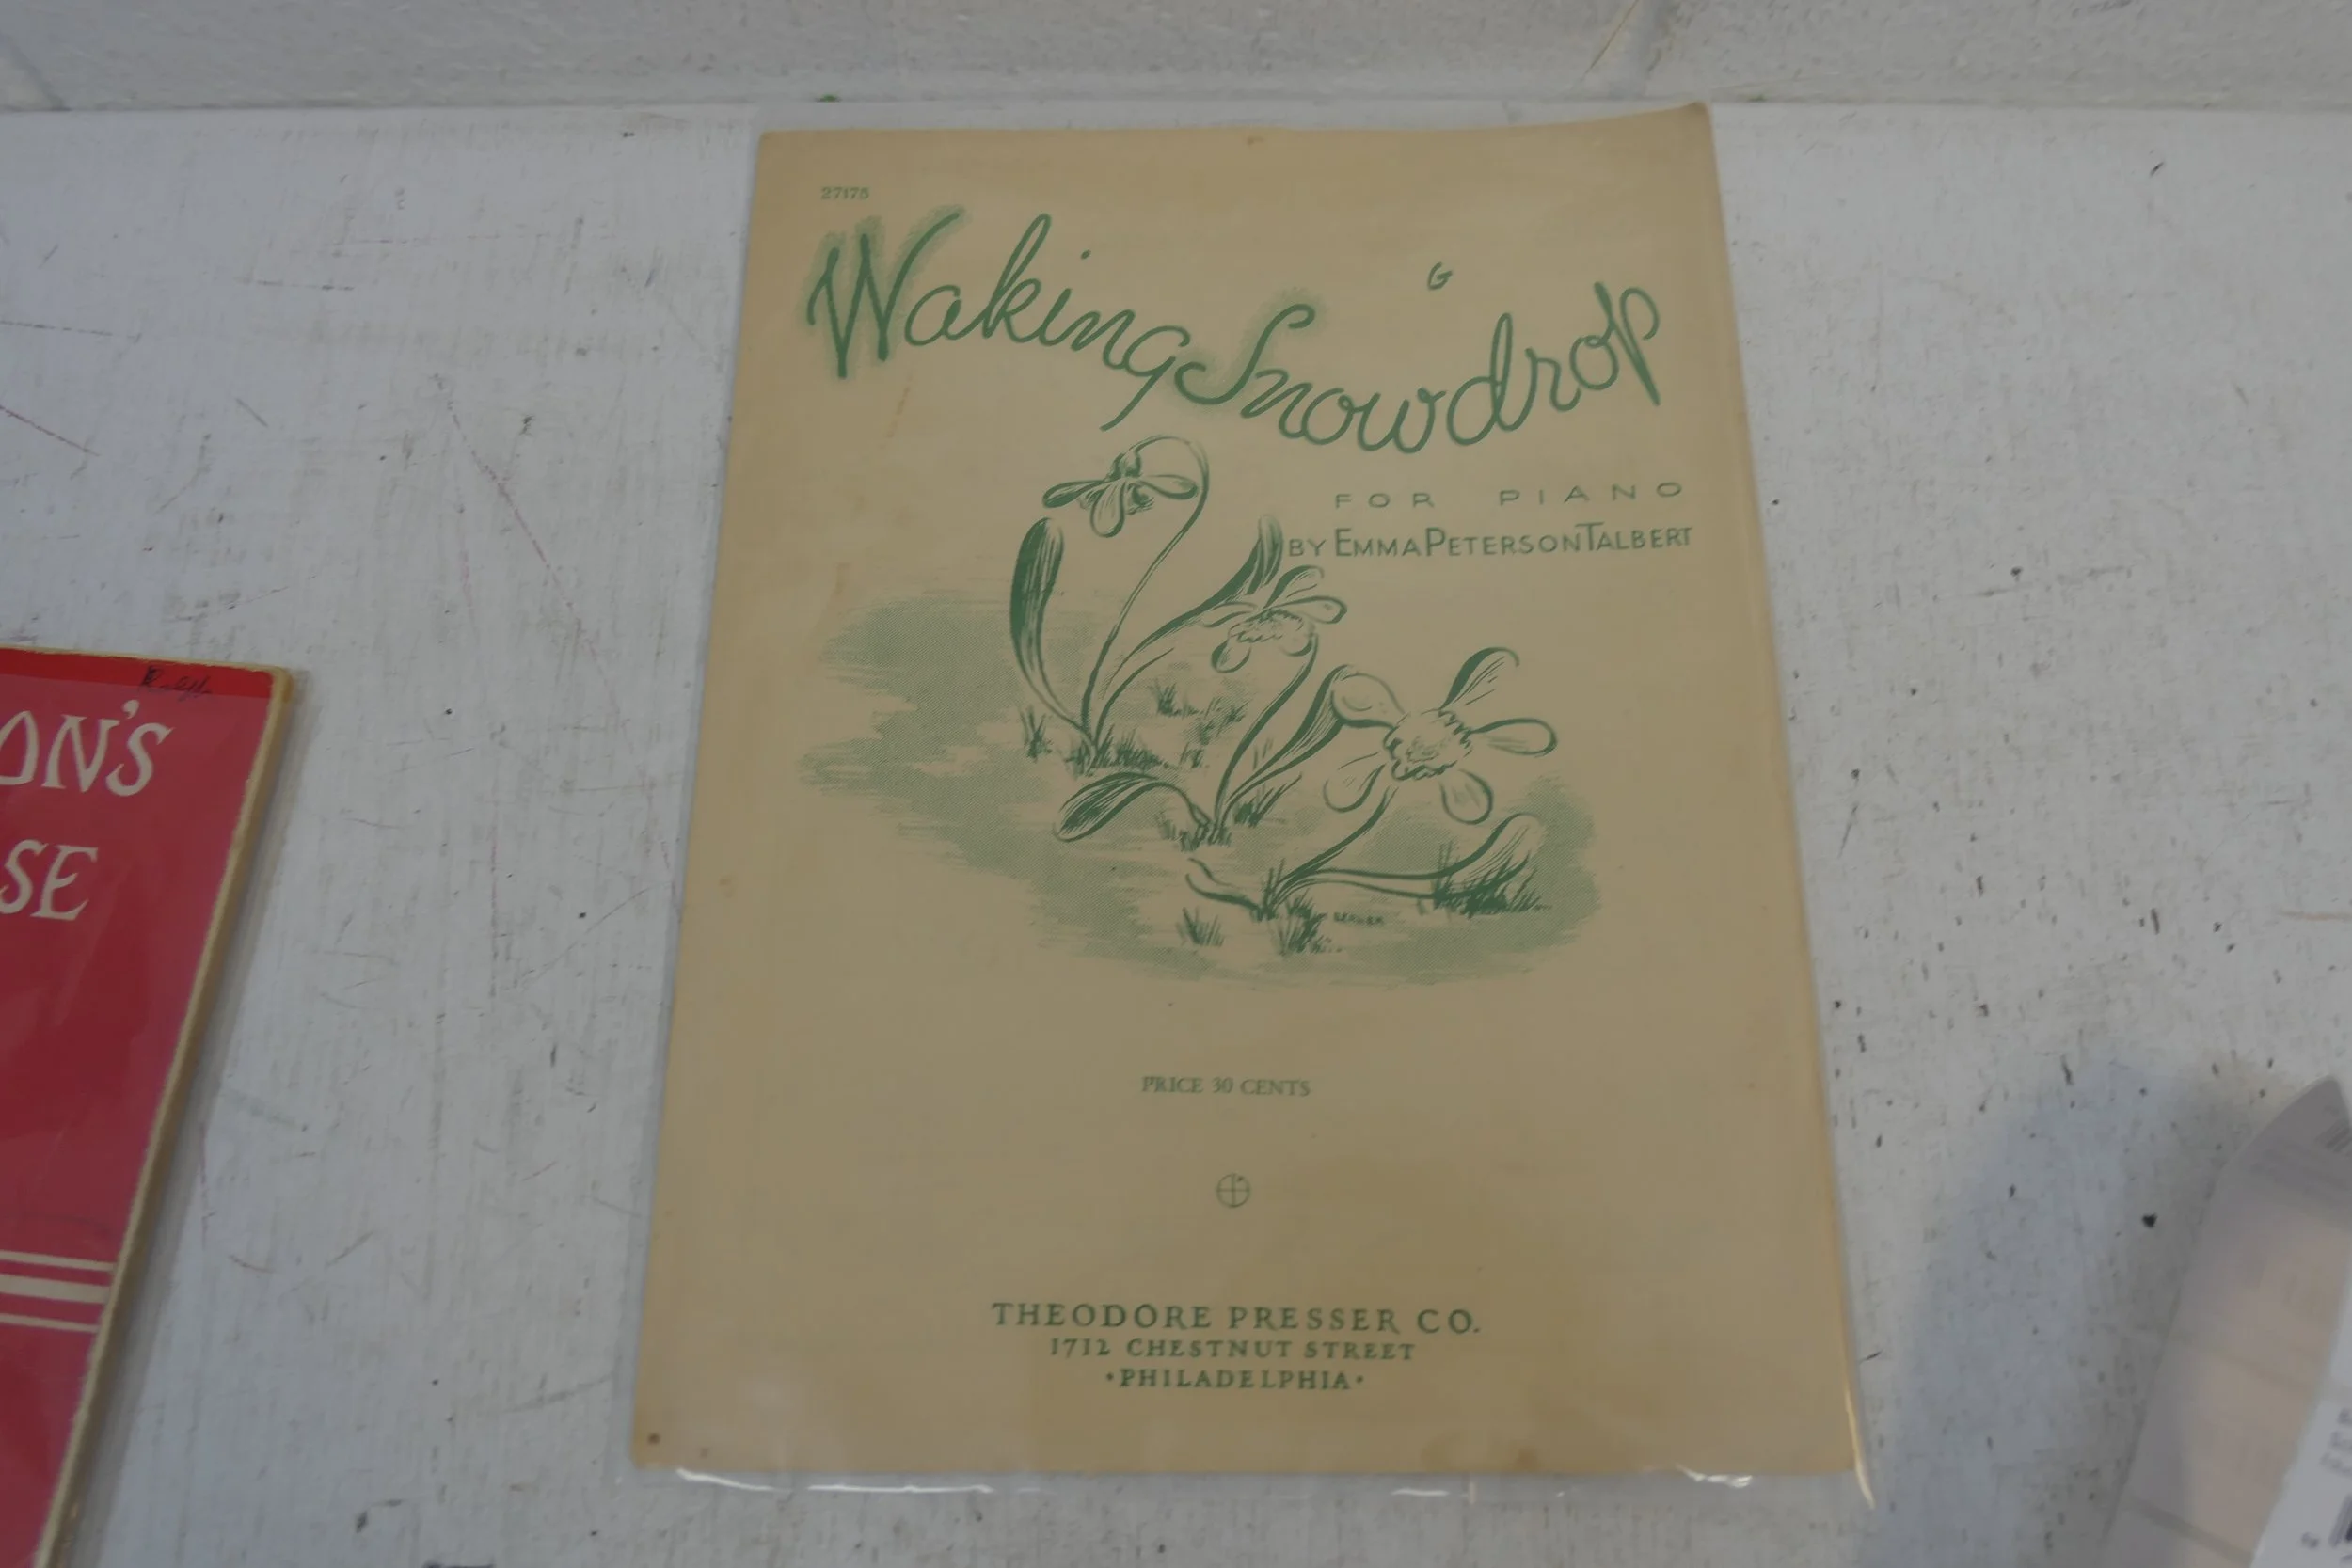 27175
Waking Snowdrop
G
FOR PIANO
BY EMMA PETERSON TALBERT
PRICE 30 CENTS
THEODORE PRESSER CO.
1712 CHESTNUT STREET
•PHILADELPHIA•
ON'S
SE